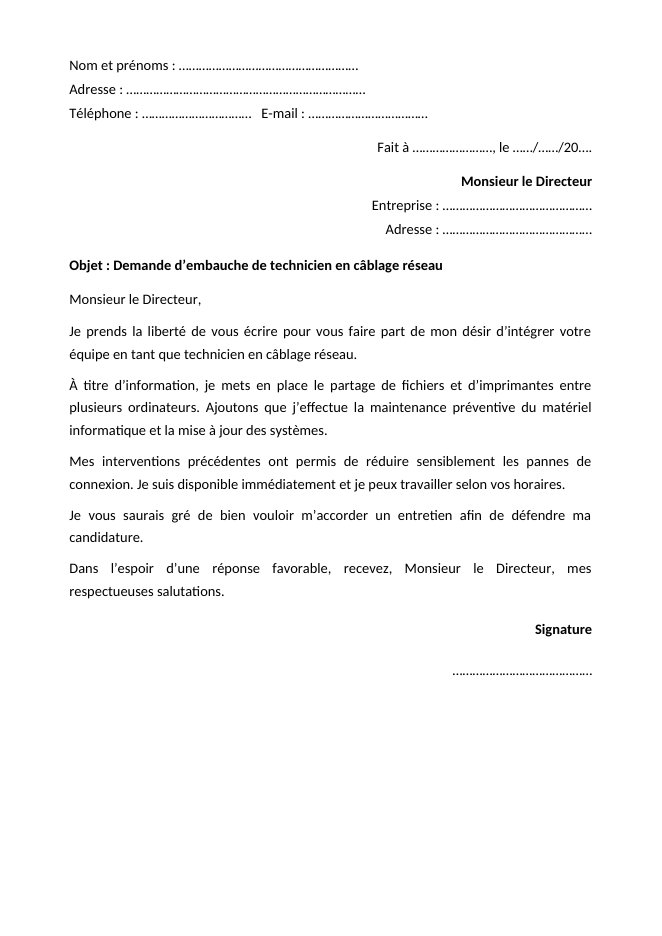 Nom et prénoms : ………………………………………………
Adresse : ………………………………………………………………
Téléphone : …………………………… E-mail : ………………………………
Fait à ……………………, le ……/……/20….
Monsieur le Directeur
Entreprise : ………………………………………
Adresse : ………………………………………
Objet : Demande d’embauche de technicien en câblage réseau
Monsieur le Directeur,
Je prends la liberté de vous écrire pour vous faire part de mon désir d’intégrer votre
équipe en tant que technicien en câblage réseau.
À titre d’information, je mets en place le partage de fichiers et d’imprimantes entre
plusieurs ordinateurs. Ajoutons que j’effectue la maintenance préventive du matériel
informatique et la mise à jour des systèmes.
Mes interventions précédentes ont permis de réduire sensiblement les pannes de
connexion. Je suis disponible immédiatement et je peux travailler selon vos horaires.
Je vous saurais gré de bien vouloir m’accorder un entretien afin de défendre ma
candidature.
Dans l’espoir d’une réponse favorable, recevez, Monsieur le Directeur, mes
respectueuses salutations.
Signature
……………………………………